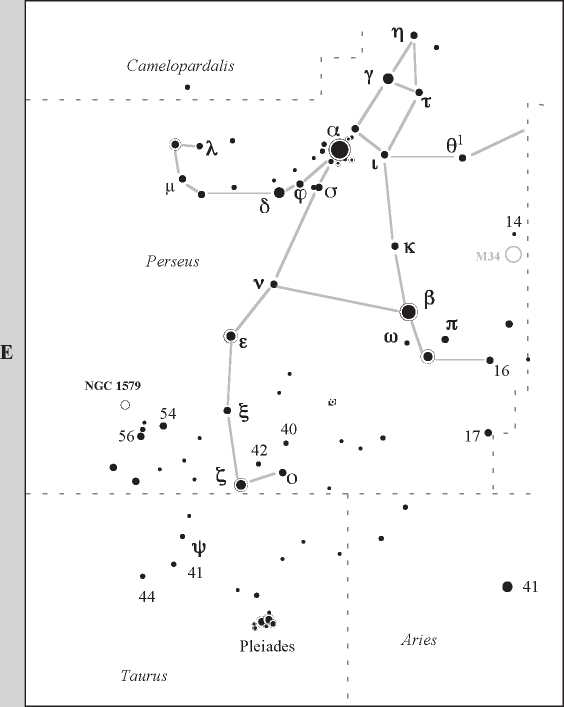 η
Camelopardalis
γ
τ
α
θ1
λ
ι
μ
φ
σ
δ
14
κ
M34
Perseus
ν
β
π
ω
E
ε
16
NGC 1579
ξ
54
40
56
17
42
ζ
ο
ψ
41
41
44
Pleiades
Aries
Taurus